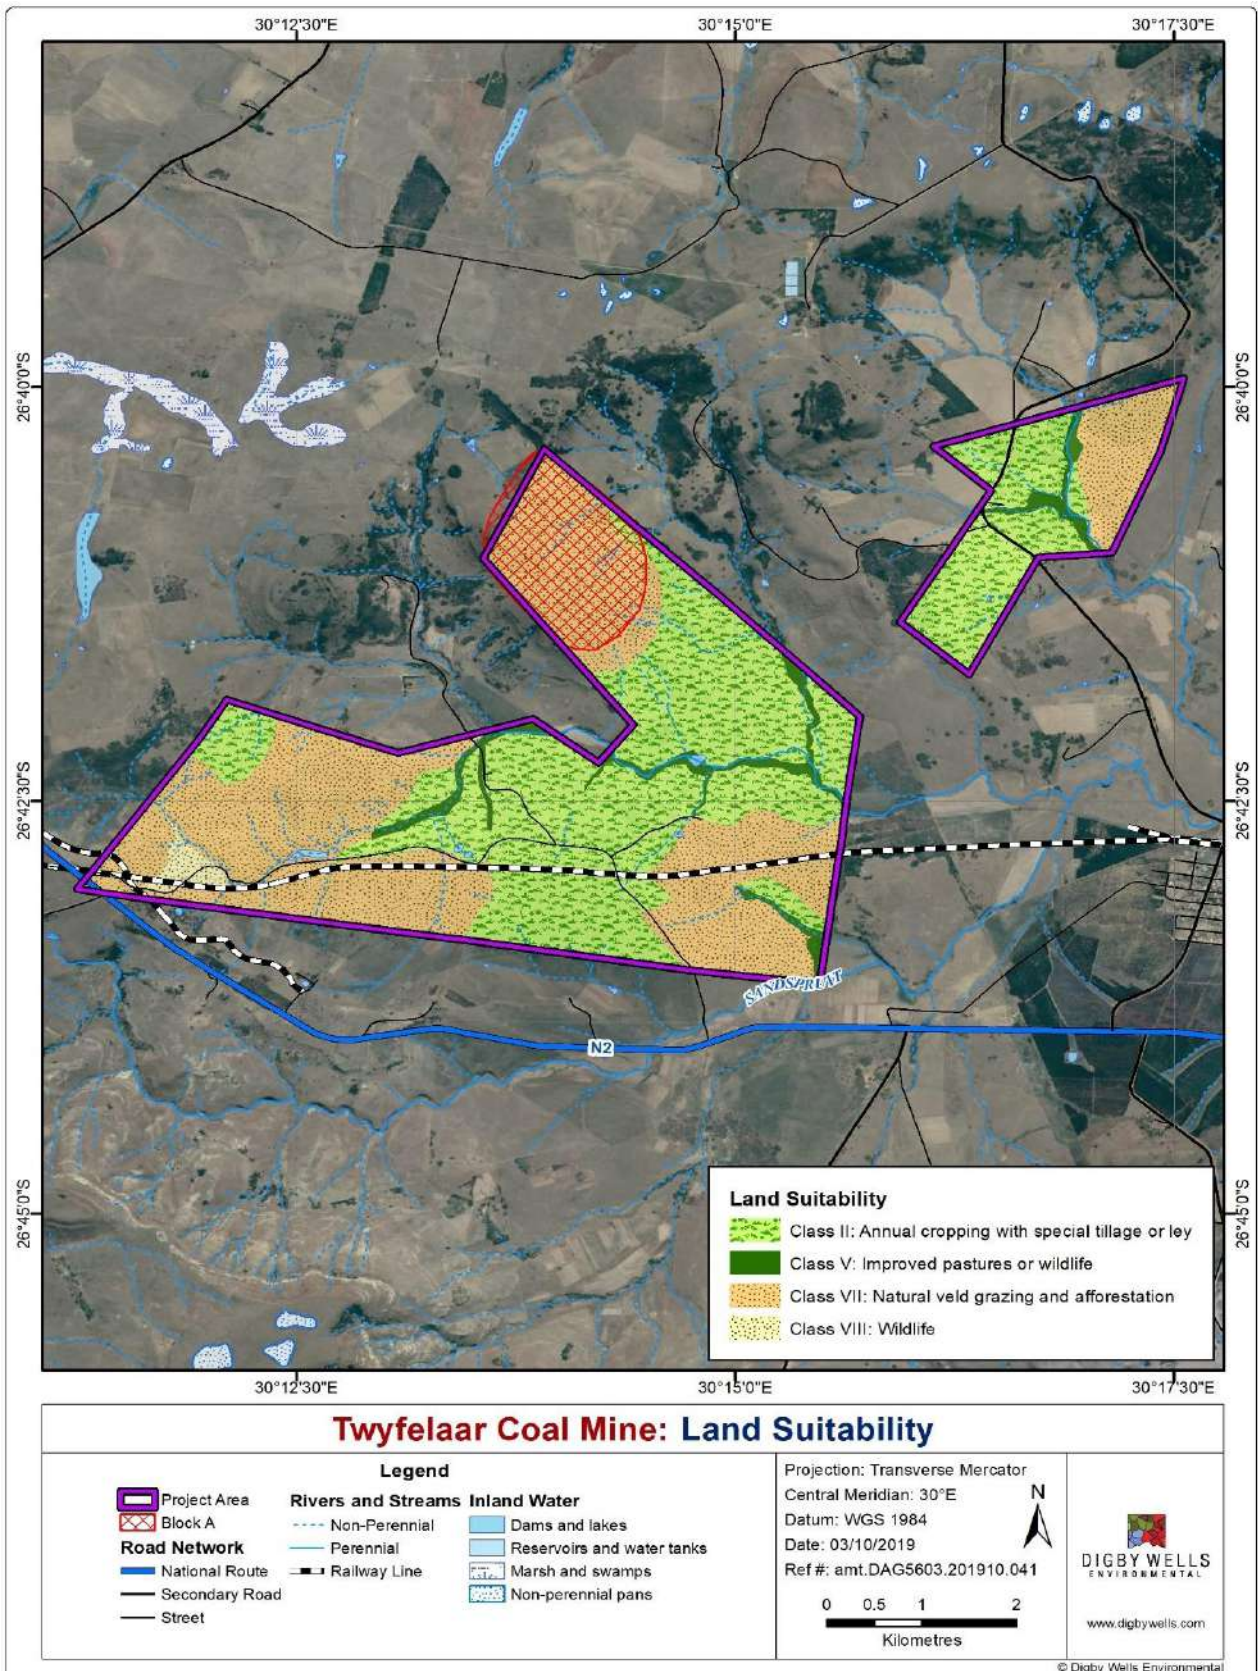 30°12'30"E
30°15'0"E
30°17'30"E
26°40'0"S
26°40'0"S
26°42'30"S
26°42'30"S
SANDSPRUIT
N2
26°45'0"S
26°45'0"S
Land Suitability
Class II: Annual cropping with special tillage or ley
Class V: Improved pastures or wildlife
Class VII: Natural veld grazing and afforestation
Class VIII: Wildlife
30°12'30"E
30°15'0"E
30°17'30"E
Twyfelaar Coal Mine: Land Suitability
Legend
Project Area
Block A
Road Network
National Route
Secondary Road
Street
Rivers and Streams
Non-Perennial
Perennial
Railway Line
Inland Water
Dams and lakes
Reservoirs and water tanks
Marsh and swamps
Non-perennial pans
Projection: Transverse Mercator
Central Meridian: 30°E
Datum: WGS 1984
Date: 03/10/2019
Ref #: amt.DAG5603.201910.041
N
0 0.5 1 2
Kilometres
DIGBY WELLS
ENVIRONMENTAL
www.digbywells.com
© Digby Wells Environmental